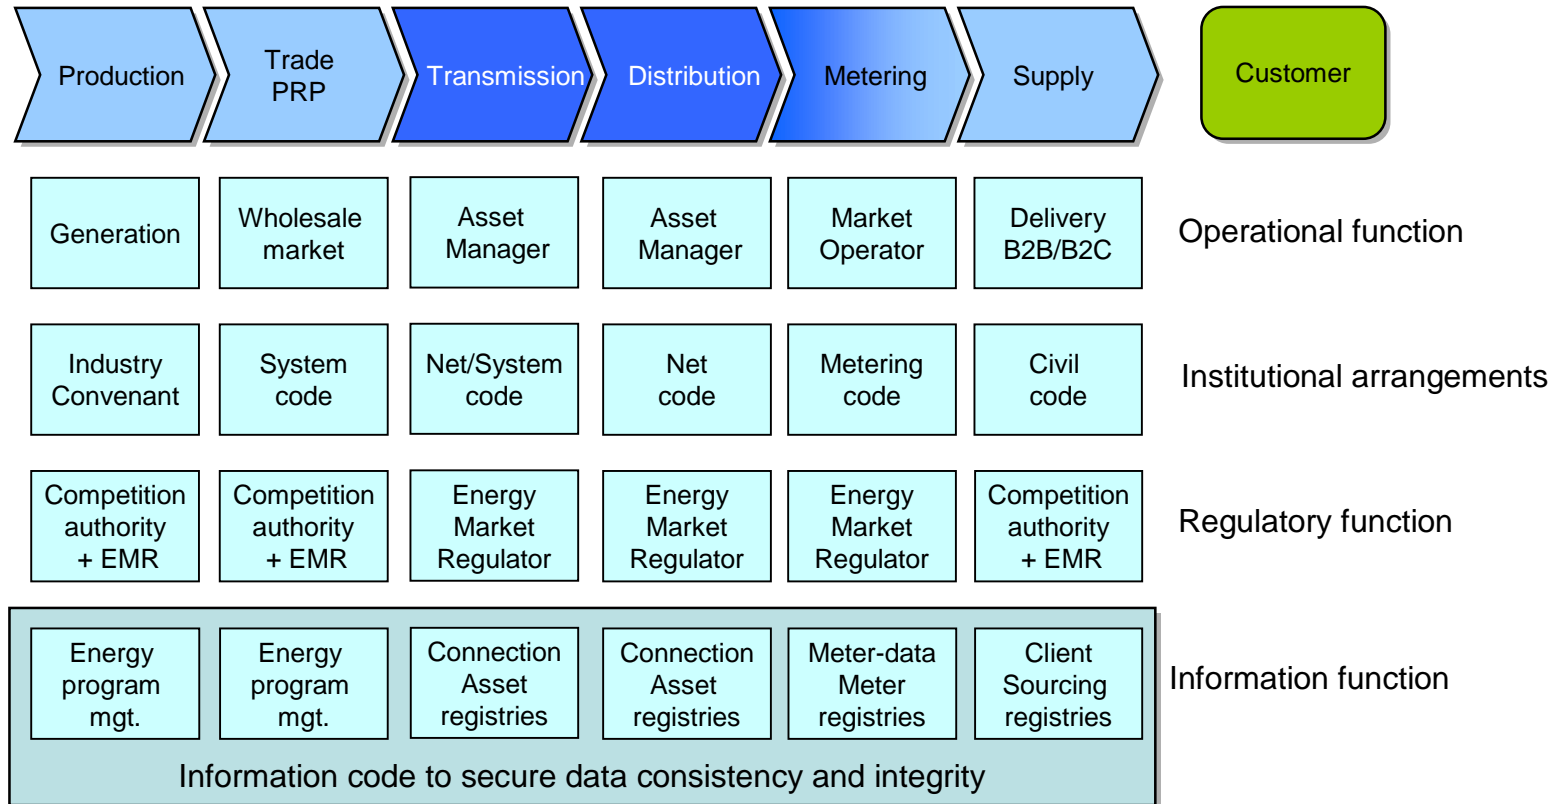 Production
Trade
PRP
Transmission
Distribution
Metering
Supply
Customer
Generation
Wholesale
market
Asset
Manager
Asset
Manager
Market
Operator
Delivery
B2B/B2C
Operational function
Industry
Convenant
System
code
Net/System
code
Net
code
Metering
code
Civil
code
Institutional arrangements
Competition
authority
+ EMR
Competition
authority
+ EMR
Energy
Market
Regulator
Energy
Market
Regulator
Energy
Market
Regulator
Competition
authority
+ EMR
Regulatory function
Energy
program
mgt.
Energy
program
mgt.
Connection
Asset
registries
Connection
Asset
registries
Meter-data
Meter
registries
Client
Sourcing
registries
Information function
Information code to secure data consistency and integrity